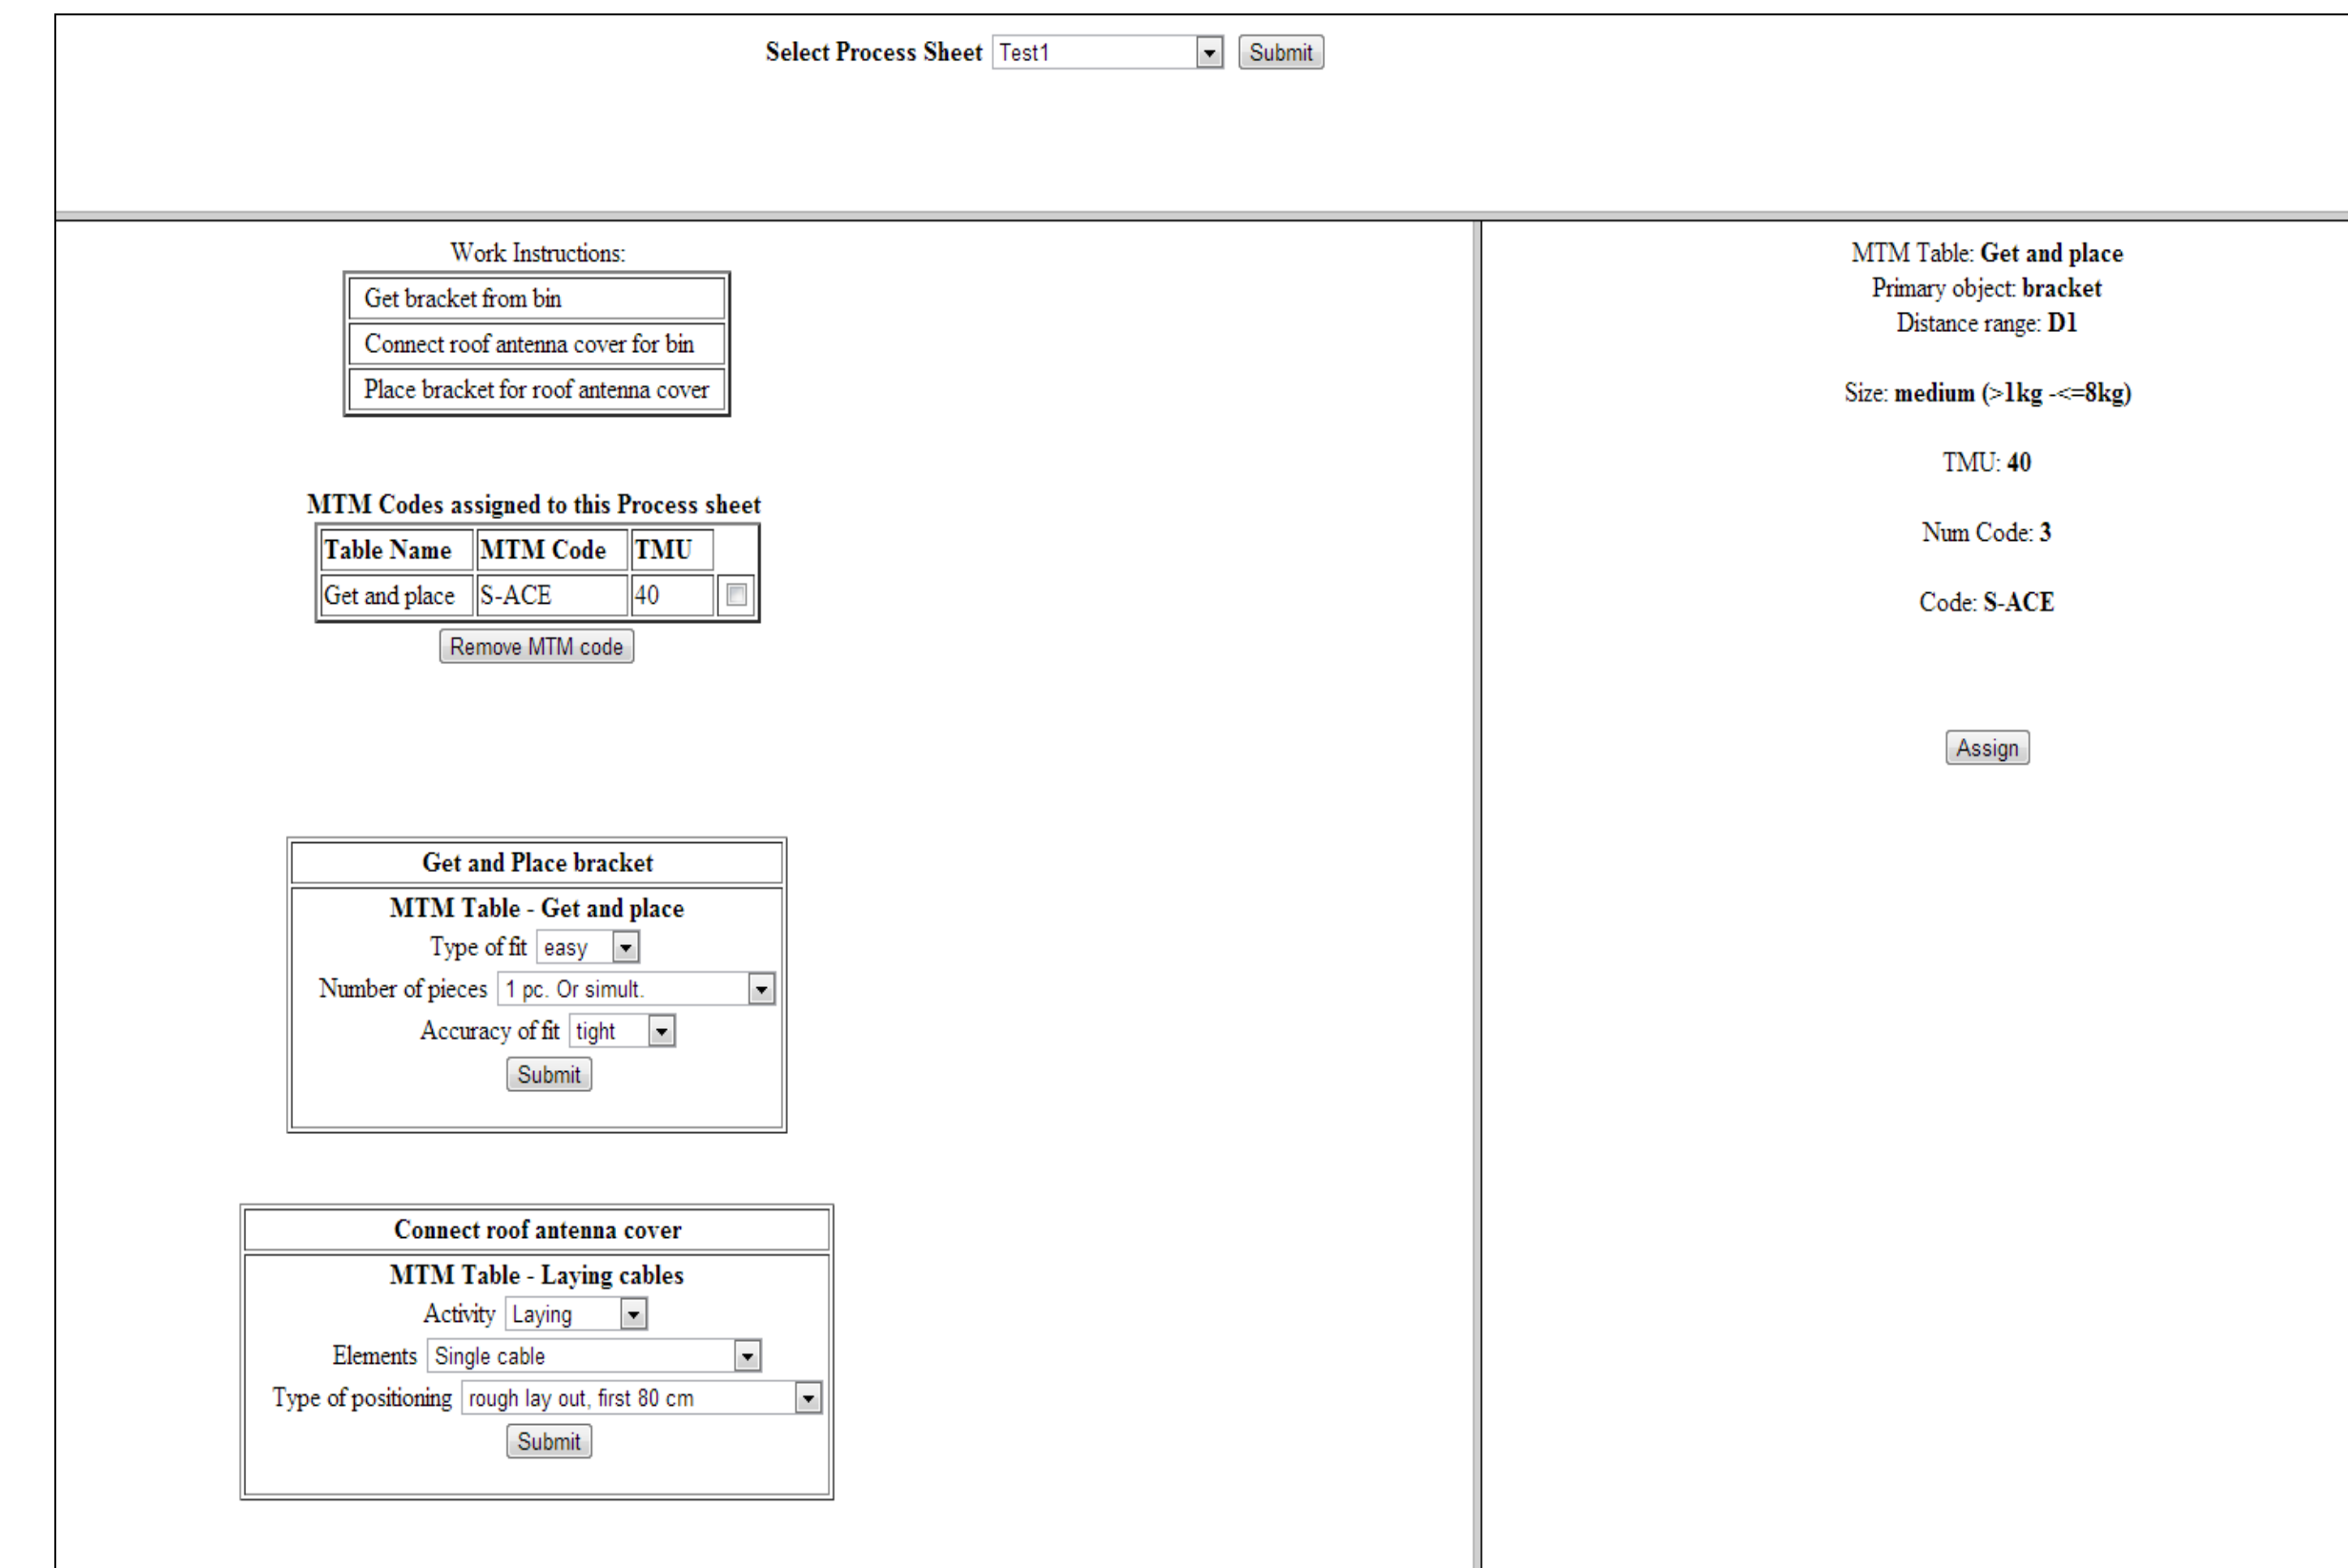 Select Process Sheet Test1 Submit
Work Instructions:
Get bracket from bin
Connect roof antenna cover for bin
Place bracket for roof antenna cover
MTM Codes assigned to this Process sheet
Table Name MTM Code TMU
Get and place S-ACE 40
Remove MTM code
Get and Place bracket
MTM Table - Get and place
Type of fit easy
Number of pieces 1 pc. Or simult.
Accuracy of fit tight
Submit
Connect roof antenna cover
MTM Table - Laying cables
Activity Laying
Elements Single cable
Type of positioning rough lay out, first 80 cm
Submit
MTM Table: Get and place
Primary object: bracket
Distance range: D1
Size: medium (>1kg -<=8kg)
TMU: 40
Num Code: 3
Code: S-ACE
Assign